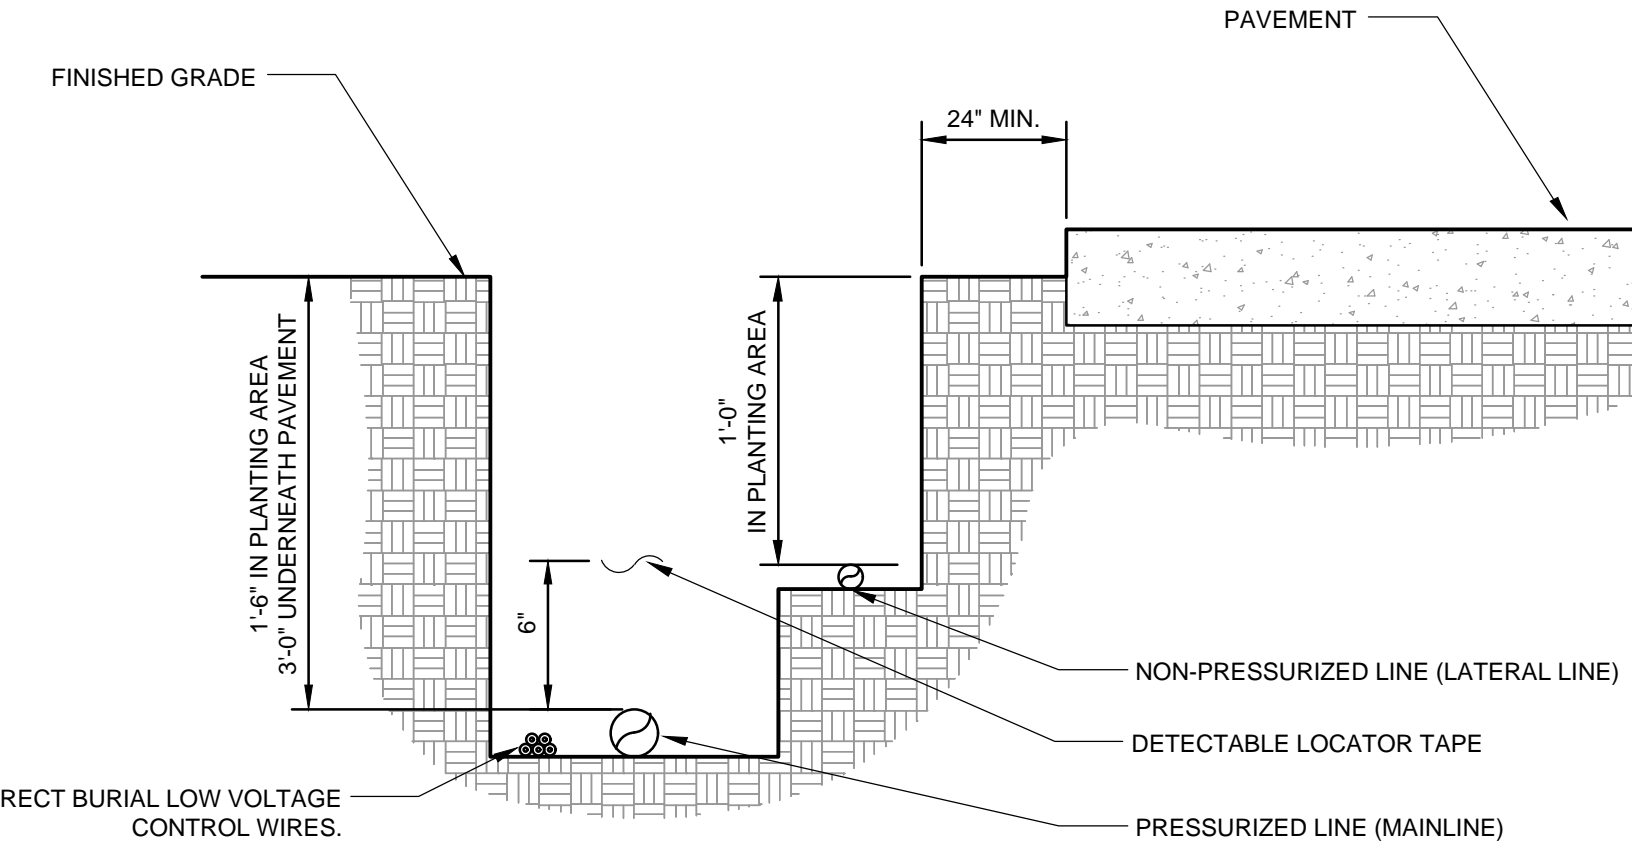 PAVEMENT
FINISHED GRADE
24" MIN.
1'-6" IN PLANTING AREA
3'-0" UNDERNEATH PAVEMENT
1'-0"
IN PLANTING AREA
6"
NON-PRESSURIZED LINE (LATERAL LINE)
DETECTABLE LOCATOR TAPE
RECT BURIAL LOW VOLTAGE
CONTROL WIRES.
PRESSURIZED LINE (MAINLINE)